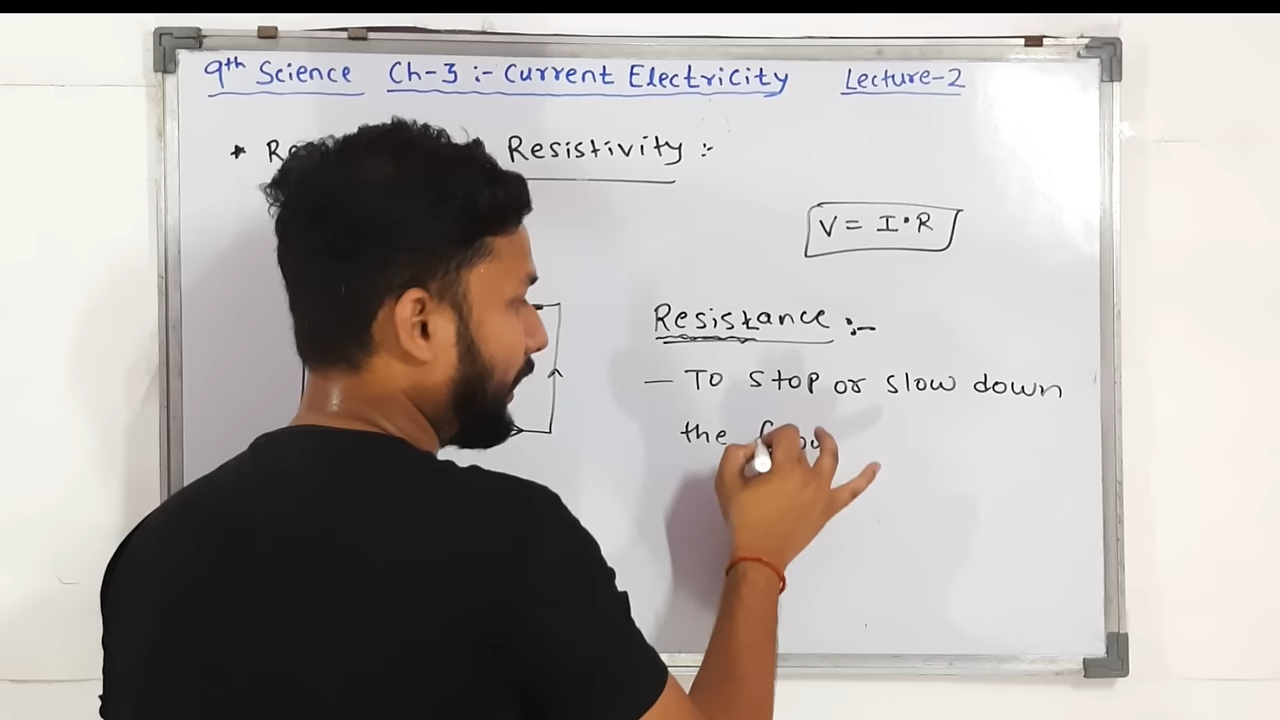 9th Science Ch-3 :- Current Electricity Lecture-2
* Resistivity :-
V = I•R
Resistance :-
- To stop or slow down
the